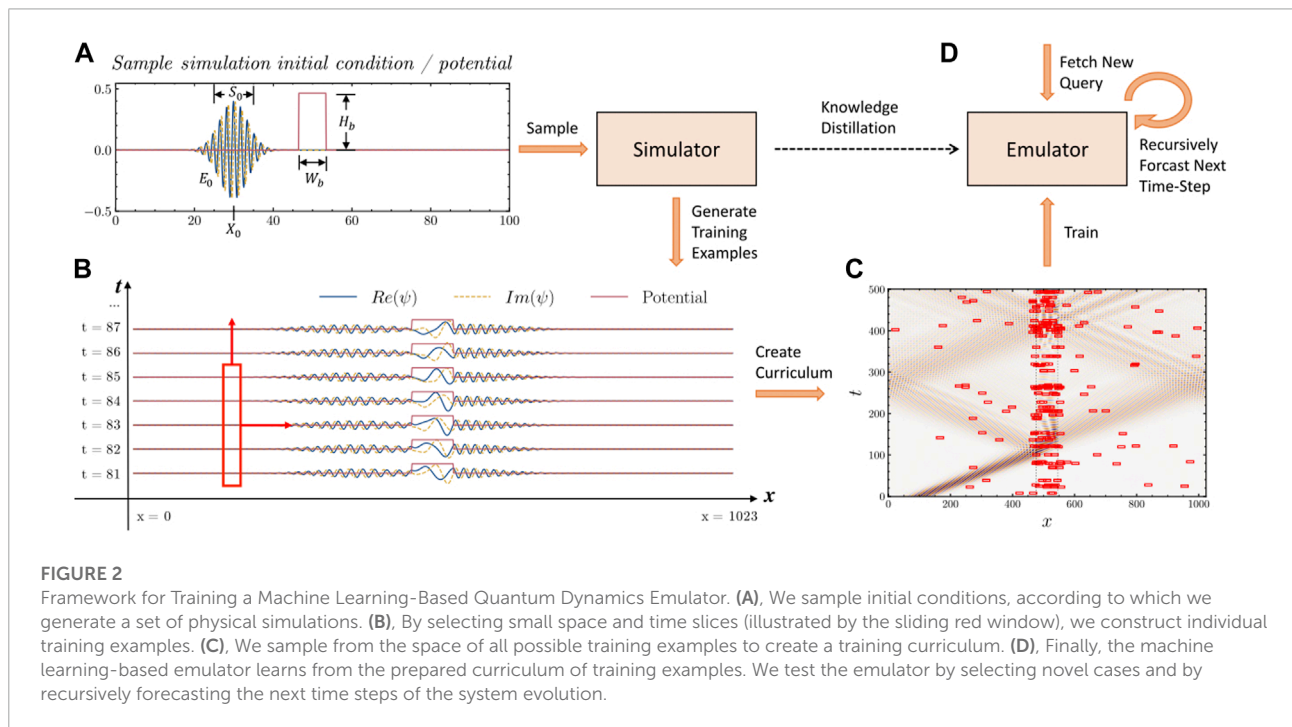 A
Sample simulation initial condition / potential
0.5
0.0
−0.5
S₀
H_b
W_b
E₀
0
20
40
60
80
100
X₀
Sample
Simulator
Knowledge
Distillation
D
Fetch New
Query
Emulator
Recursively
Forcast Next
Time-Step
Generate
Training
Examples
Train
B
t
...
Re(ψ)
Im(ψ)
Potential
t = 87
t = 86
t = 85
t = 84
t = 83
t = 82
t = 81
x
x = 0
x = 1023
Create
Curriculum
C
500
400
300
200
100
0
t
0
200
400
600
800
1000
x
FIGURE 2
Framework for Training a Machine Learning-Based Quantum Dynamics Emulator. (A), We sample initial conditions, according to which we
generate a set of physical simulations. (B), By selecting small space and time slices (illustrated by the sliding red window), we construct individual
training examples. (C), We sample from the space of all possible training examples to create a training curriculum. (D), Finally, the machine
learning-based emulator learns from the prepared curriculum of training examples. We test the emulator by selecting novel cases and by
recursively forecasting the next time steps of the system evolution.